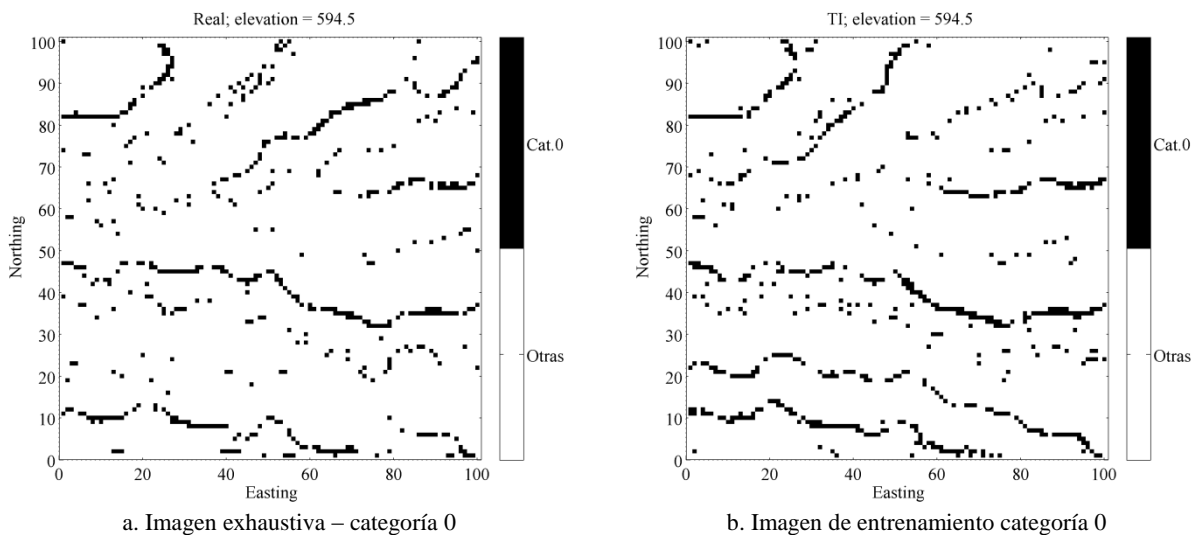 Real; elevation = 594.5
100
90
80
70
60
50
40
30
20
10
0
Northing
0 20 40 60 80 100
Easting
Cat.0
Otras
a. Imagen exhaustiva – categoría 0
TI; elevation = 594.5
100
90
80
70
60
50
40
30
20
10
0
Northing
0 20 40 60 80 100
Easting
Cat.0
Otras
b. Imagen de entrenamiento categoría 0